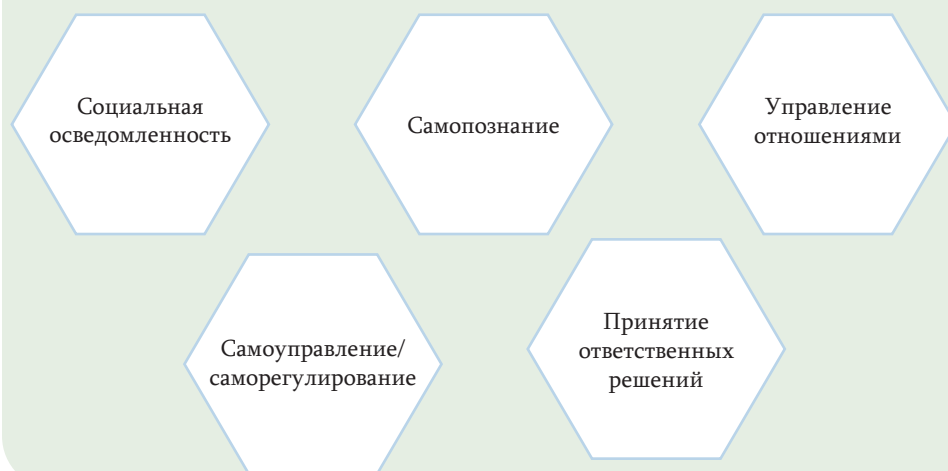 Социальная
осведомленность
Самопознание
Управление
отношениями
Самоуправление/
саморегулирование
Принятие
ответственных
решений